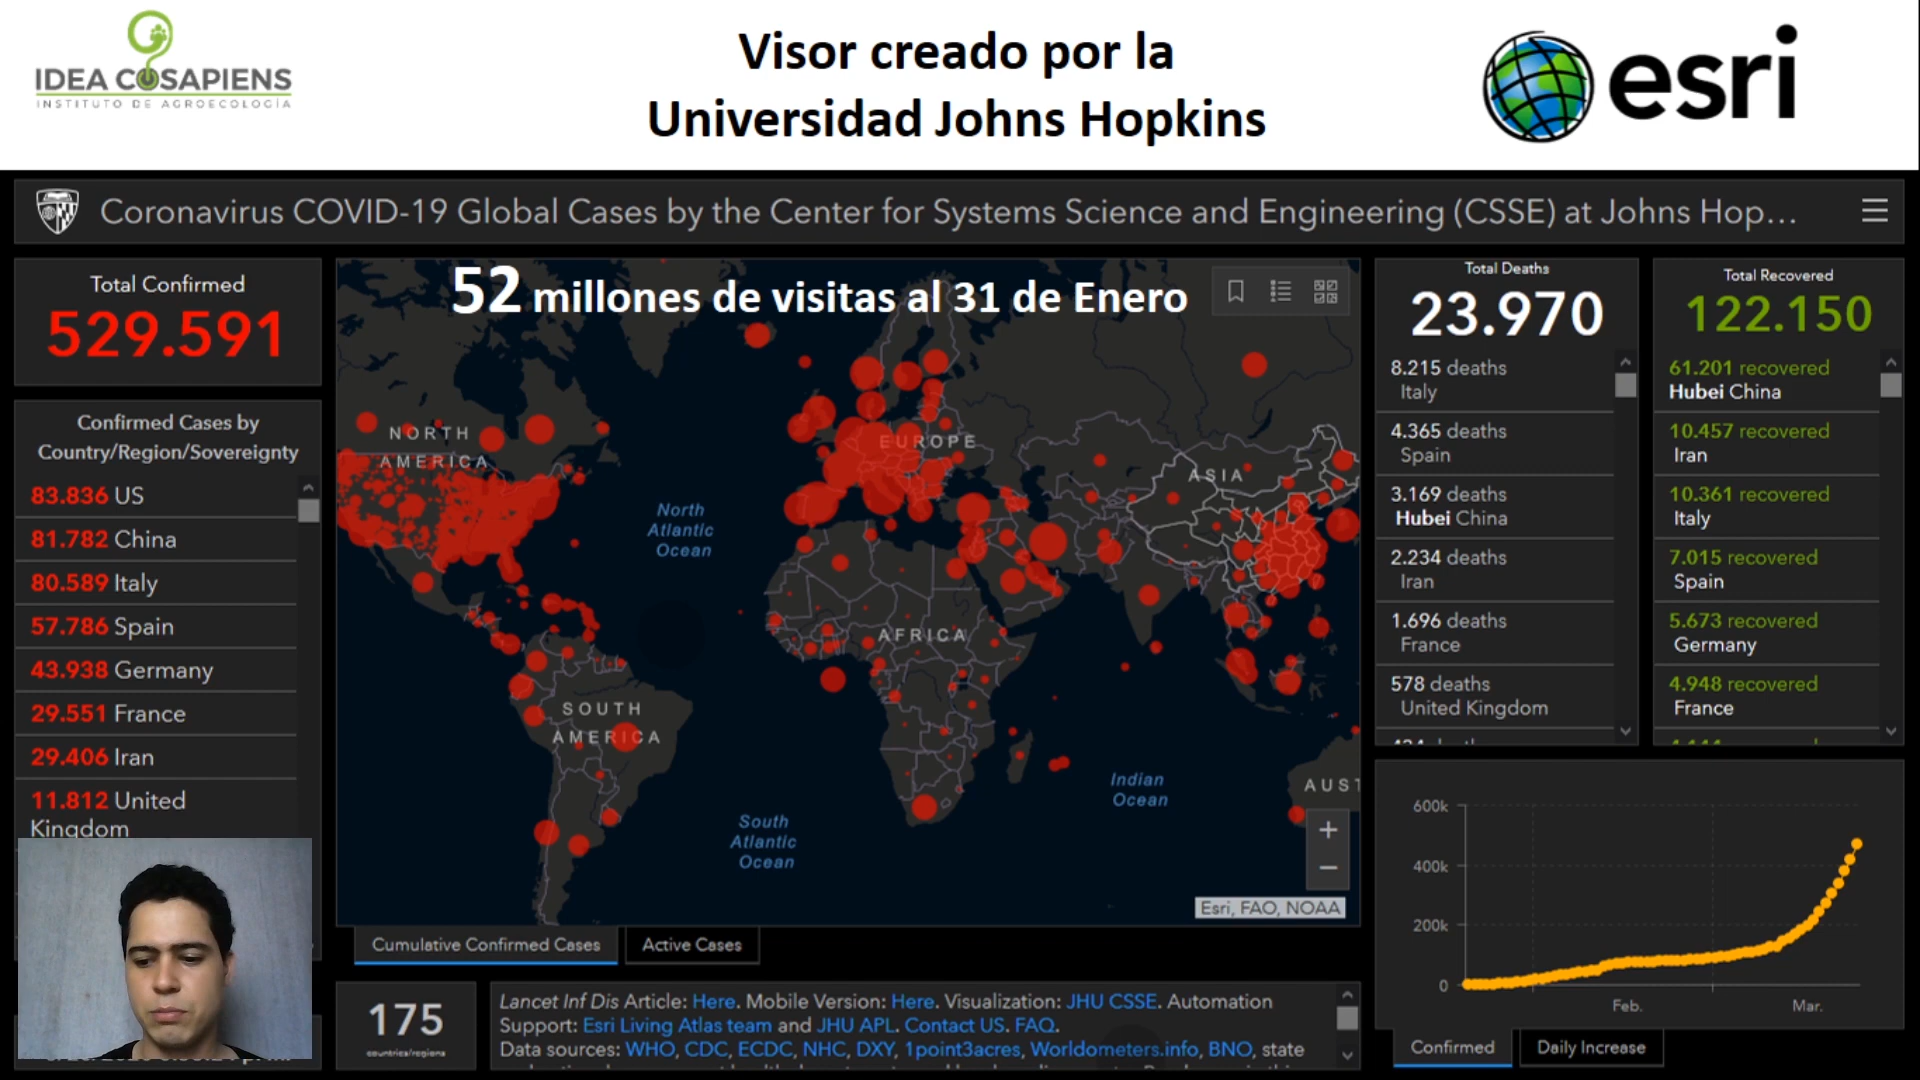 IDEA COSAPIENS
INSTITUTO DE AGROECOLOGÍA
Visor creado por la
Universidad Johns Hopkins
esri
Coronavirus COVID-19 Global Cases by the Center for Systems Science and Engineering (CSSE) at Johns Hop...
Total Confirmed
529.591
Confirmed Cases by
Country/Region/Sovereignty
83.836 US
81.782 China
80.589 Italy
57.786 Spain
43.938 Germany
29.551 France
29.406 Iran
11.812 United
Kingdom
52 millones de visitas al 31 de Enero
NORTH
AMERICA
EUROPE
ASIA
North
Atlantic
Ocean
AFRICA
SOUTH
AMERICA
Indian
Ocean
AUST
South
Atlantic
Ocean
+
−
Esri, FAO, NOAA
Cumulative Confirmed Cases
Active Cases
175
countries/regions
Lancet Inf Dis Article: Here. Mobile Version: Here. Visualization: JHU CSSE. Automation
Support: Esri Living Atlas team and JHU APL. Contact US. FAQ.
Data sources: WHO, CDC, ECDC, NHC, DXY, 1point3acres, Worldometers.info, BNO, state
Total Deaths
23.970
8.215 deaths
Italy
4.365 deaths
Spain
3.169 deaths
Hubei China
2.234 deaths
Iran
1.696 deaths
France
578 deaths
United Kingdom
Total Recovered
122.150
61.201 recovered
Hubei China
10.457 recovered
Iran
10.361 recovered
Italy
7.015 recovered
Spain
5.673 recovered
Germany
4.948 recovered
France
600k
400k
200k
0
Feb.
Mar.
Confirmed
Daily Increase